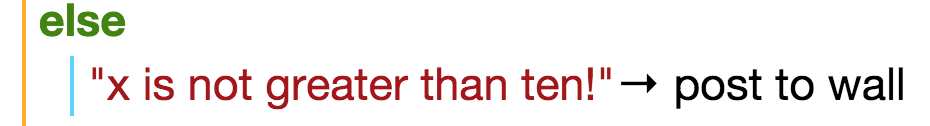 else
"x is not greater than ten!" → post to wall